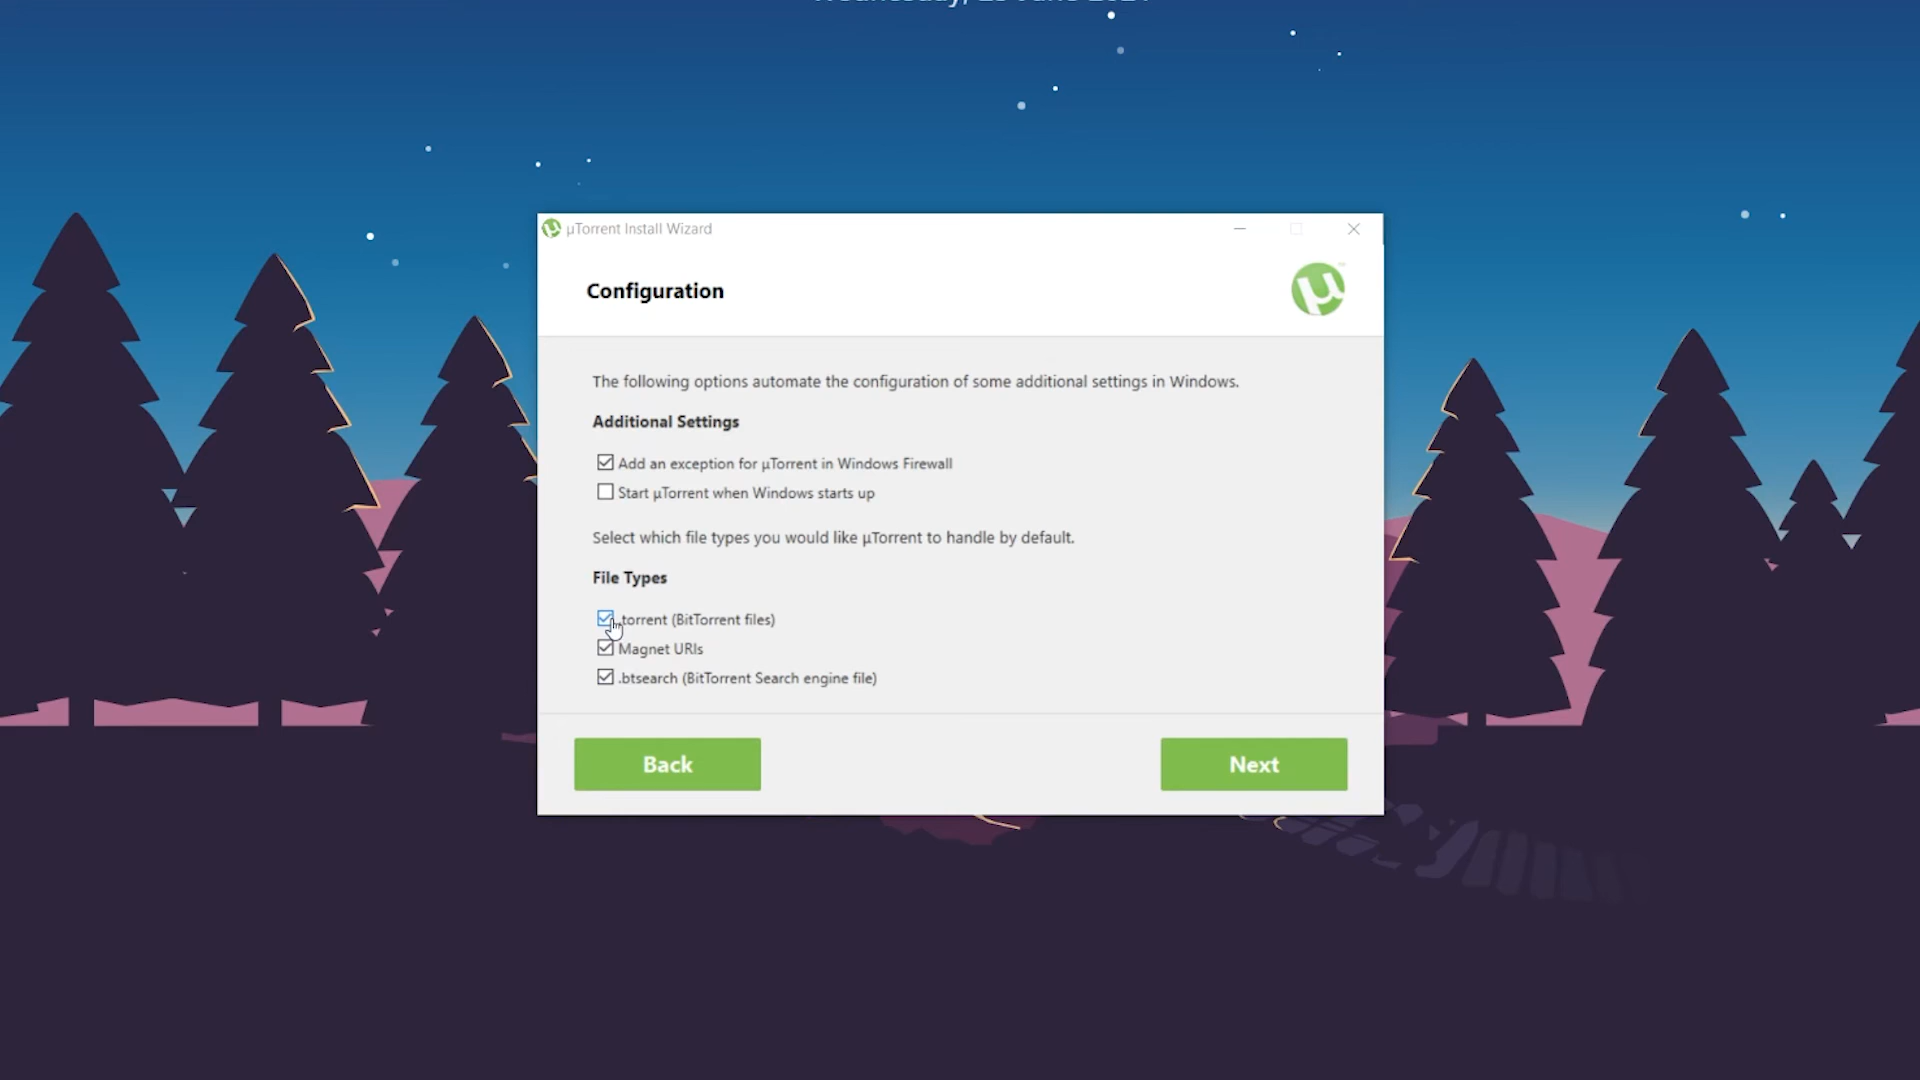 Wednesday,
µTorrent Install Wizard
Configuration
The following options automate the configuration of some additional settings in Windows.
Additional Settings
Add an exception for µTorrent in Windows Firewall
Start µTorrent when Windows starts up
Select which file types you would like µTorrent to handle by default.
File Types
.torrent (BitTorrent files)
Magnet URIs
.btsearch (BitTorrent Search engine file)
Back
Next